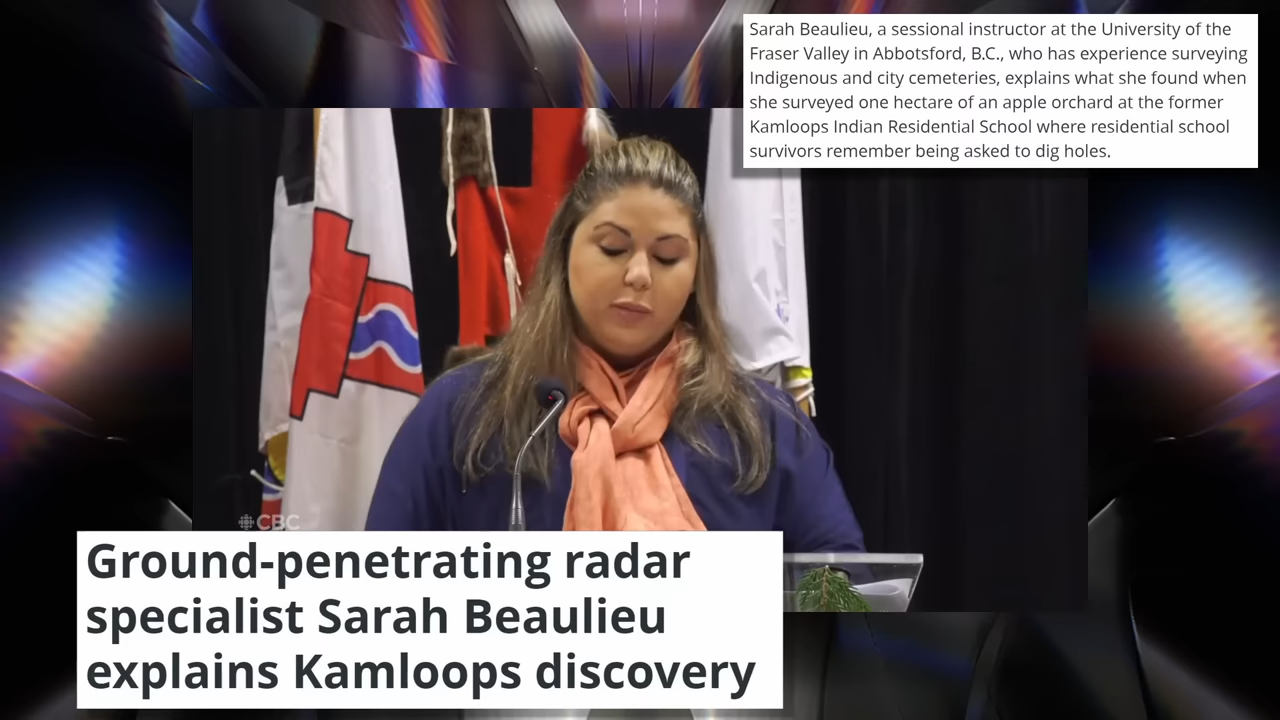 Sarah Beaulieu, a sessional instructor at the University of the
Fraser Valley in Abbotsford, B.C., who has experience surveying
Indigenous and city cemeteries, explains what she found when
she surveyed one hectare of an apple orchard at the former
Kamloops Indian Residential School where residential school
survivors remember being asked to dig holes.
CBC
Ground-penetrating radar
specialist Sarah Beaulieu
explains Kamloops discovery